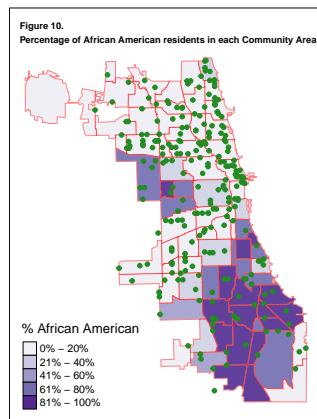 Figure 10.
Percentage of African American residents in each Community Area
% African American
0% – 20%
21% – 40%
41% – 60%
61% – 80%
81% – 100%